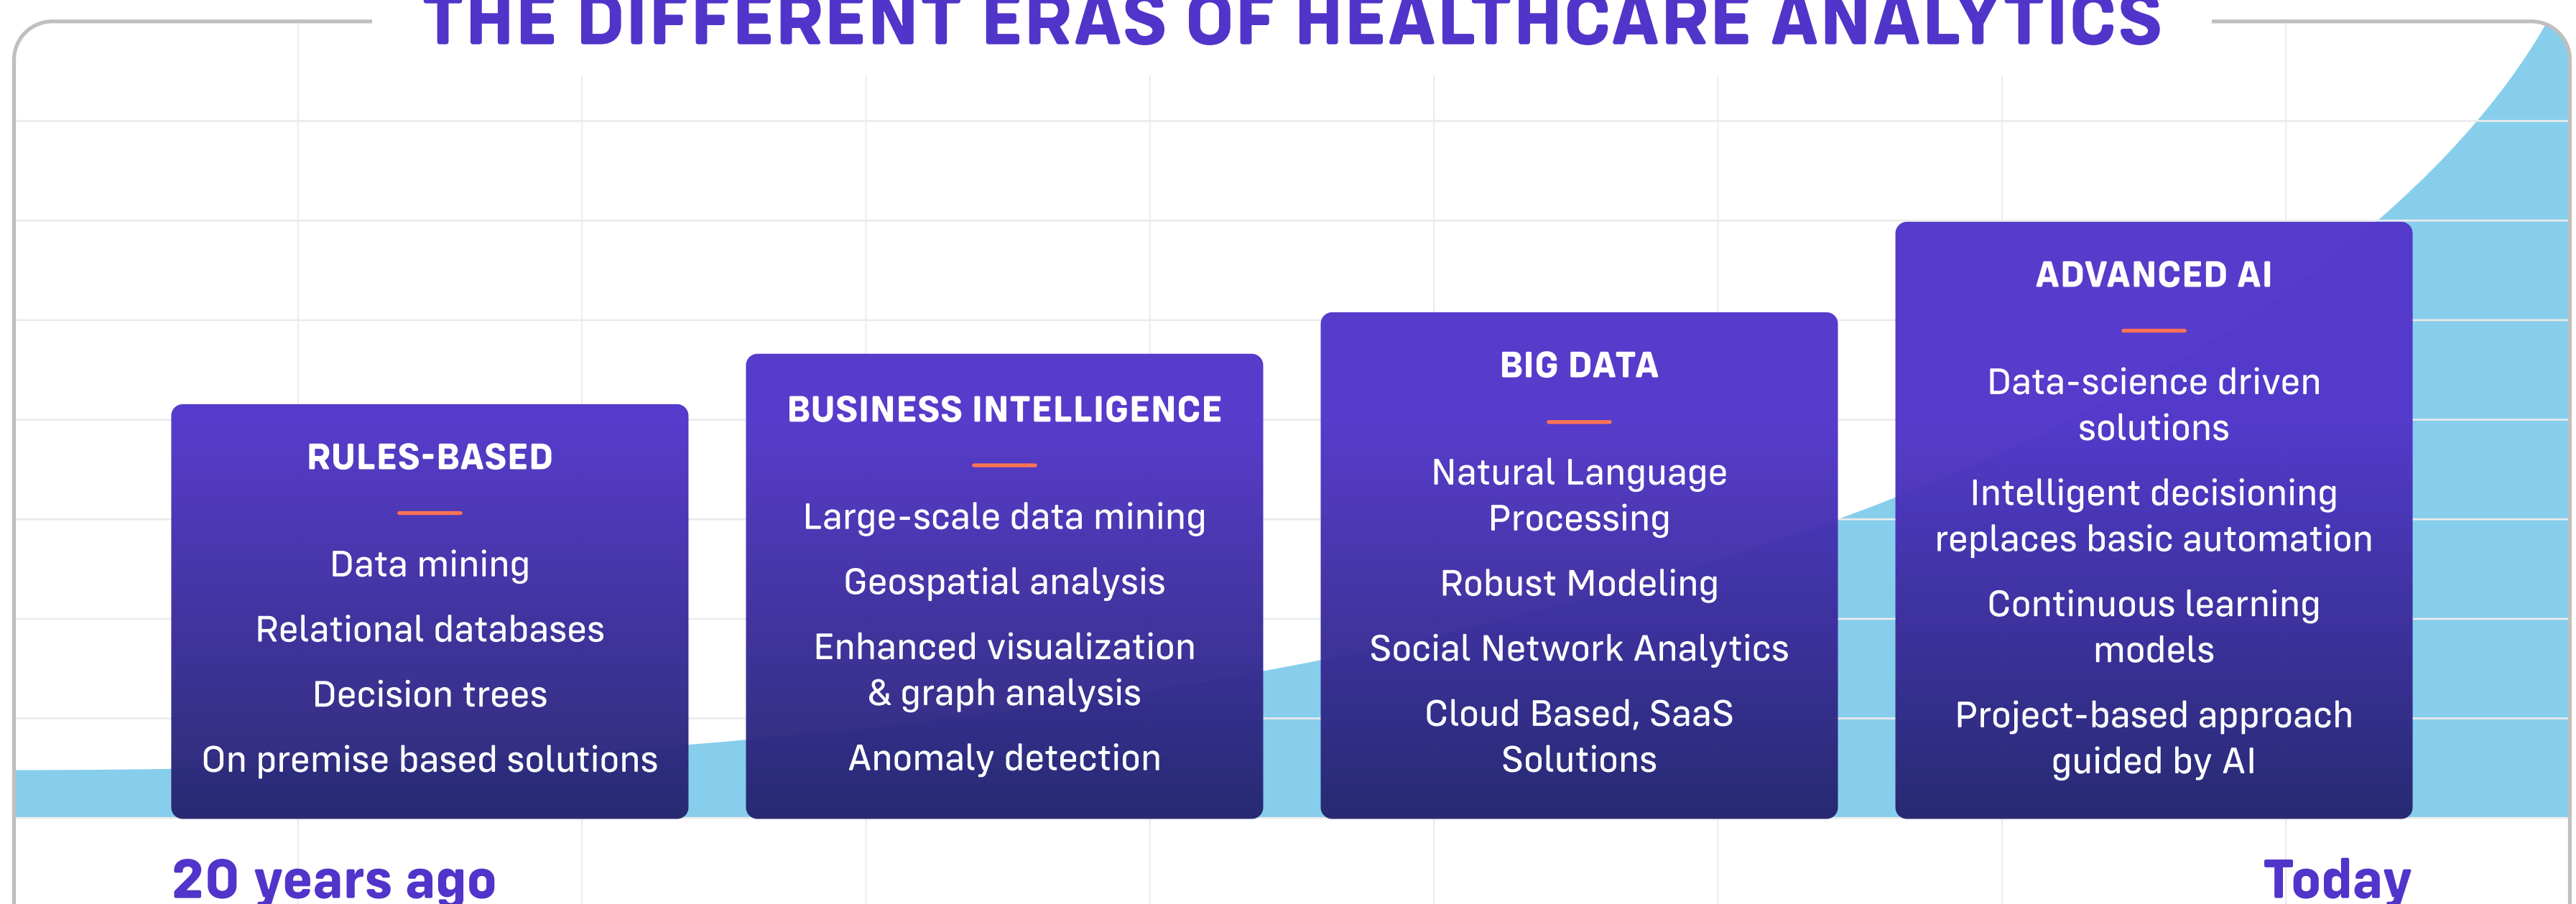 THE DIFFERENT ERAS OF HEALTHCARE ANALYTICS
RULES-BASED
Data mining
Relational databases
Decision trees
On premise based solutions
BUSINESS INTELLIGENCE
Large-scale data mining
Geospatial analysis
Enhanced visualization
& graph analysis
Anomaly detection
BIG DATA
Natural Language
Processing
Robust Modeling
Social Network Analytics
Cloud Based, SaaS
Solutions
ADVANCED AI
Data-science driven
solutions
Intelligent decisioning
replaces basic automation
Continuous learning
models
Project-based approach
guided by AI
20 years ago
Today